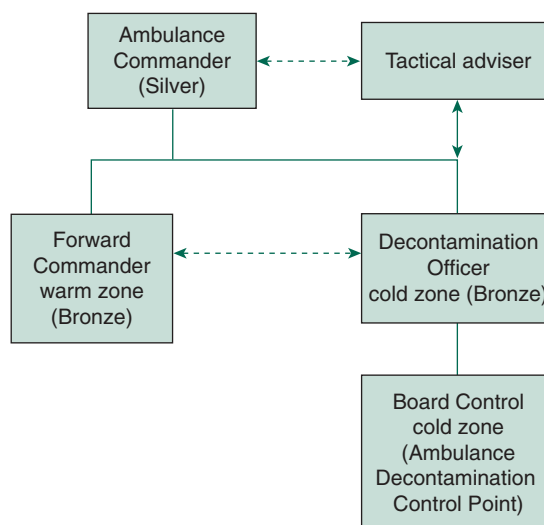 Ambulance
Commander
(Silver)
Tactical adviser
Forward
Commander
warm zone
(Bronze)
Decontamination
Officer
cold zone (Bronze)
Board Control
cold zone
(Ambulance
Decontamination
Control Point)